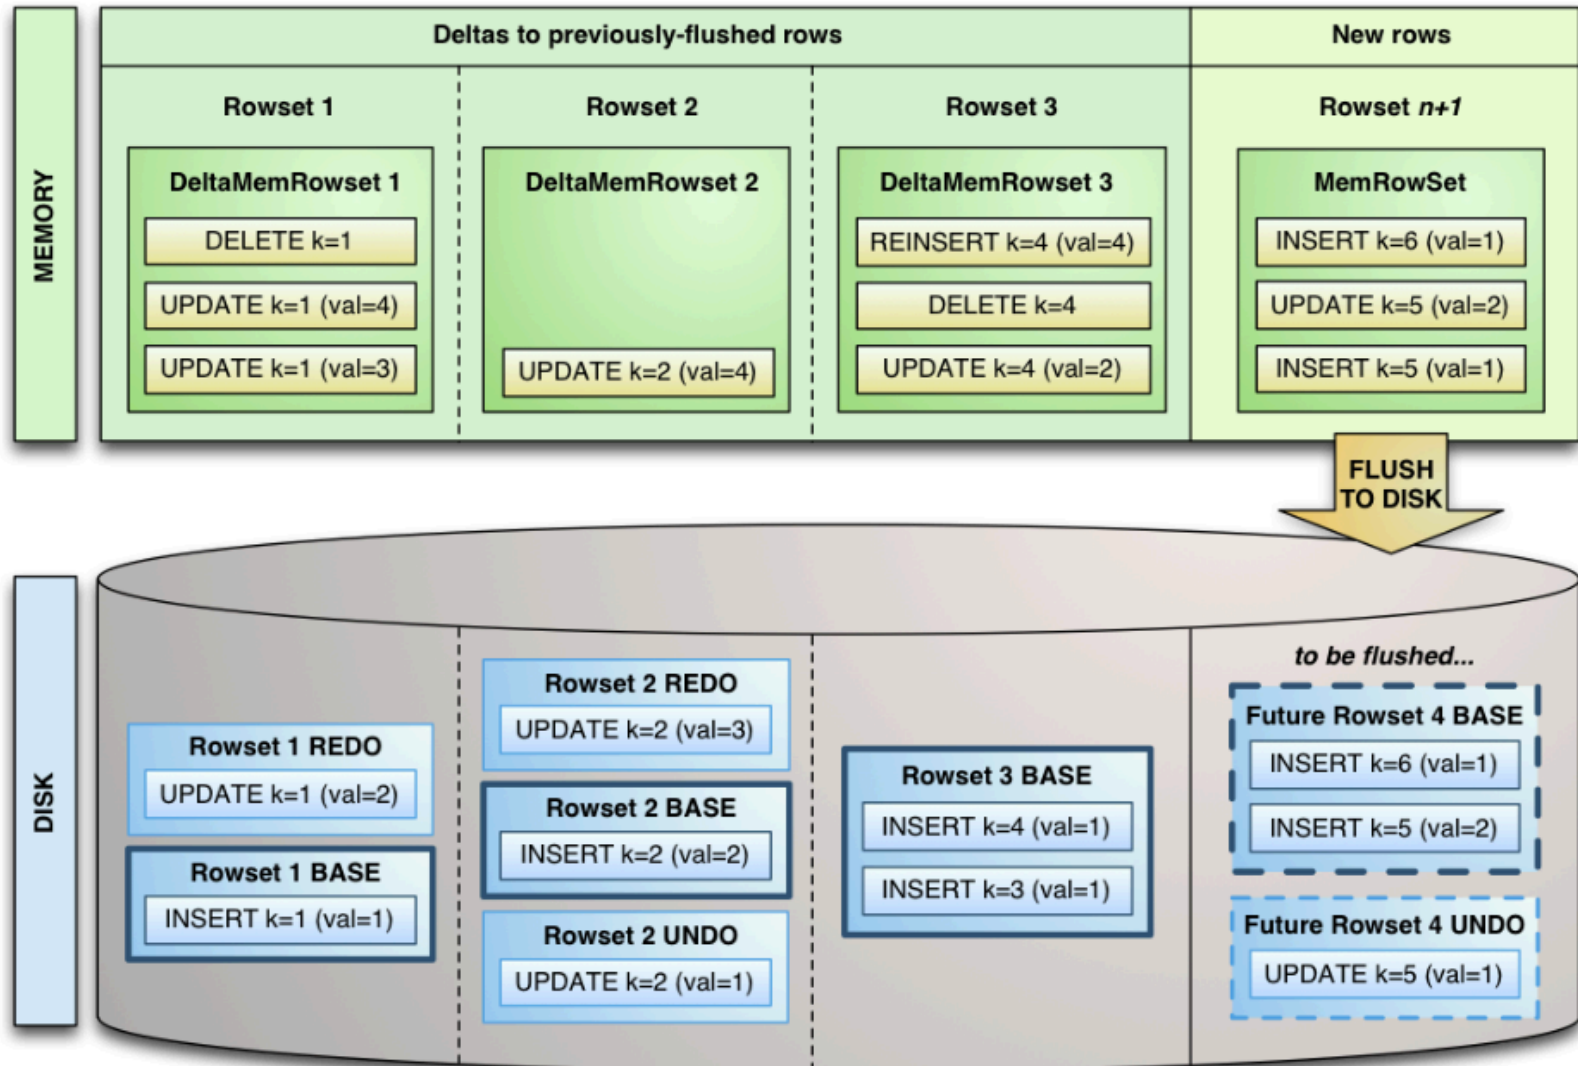 MEMORY
Deltas to previously-flushed rows
New rows
Rowset 1
DeltaMemRowset 1
DELETE k=1
UPDATE k=1 (val=4)
UPDATE k=1 (val=3)
Rowset 2
DeltaMemRowset 2
UPDATE k=2 (val=4)
Rowset 3
DeltaMemRowset 3
REINSERT k=4 (val=4)
DELETE k=4
UPDATE k=4 (val=2)
Rowset n+1
MemRowSet
INSERT k=6 (val=1)
UPDATE k=5 (val=2)
INSERT k=5 (val=1)
FLUSH
TO DISK
DISK
Rowset 1 REDO
UPDATE k=1 (val=2)
Rowset 1 BASE
INSERT k=1 (val=1)
Rowset 2 REDO
UPDATE k=2 (val=3)
Rowset 2 BASE
INSERT k=2 (val=2)
Rowset 2 UNDO
UPDATE k=2 (val=1)
Rowset 3 BASE
INSERT k=4 (val=1)
INSERT k=3 (val=1)
to be flushed...
Future Rowset 4 BASE
INSERT k=6 (val=1)
INSERT k=5 (val=2)
Future Rowset 4 UNDO
UPDATE k=5 (val=1)